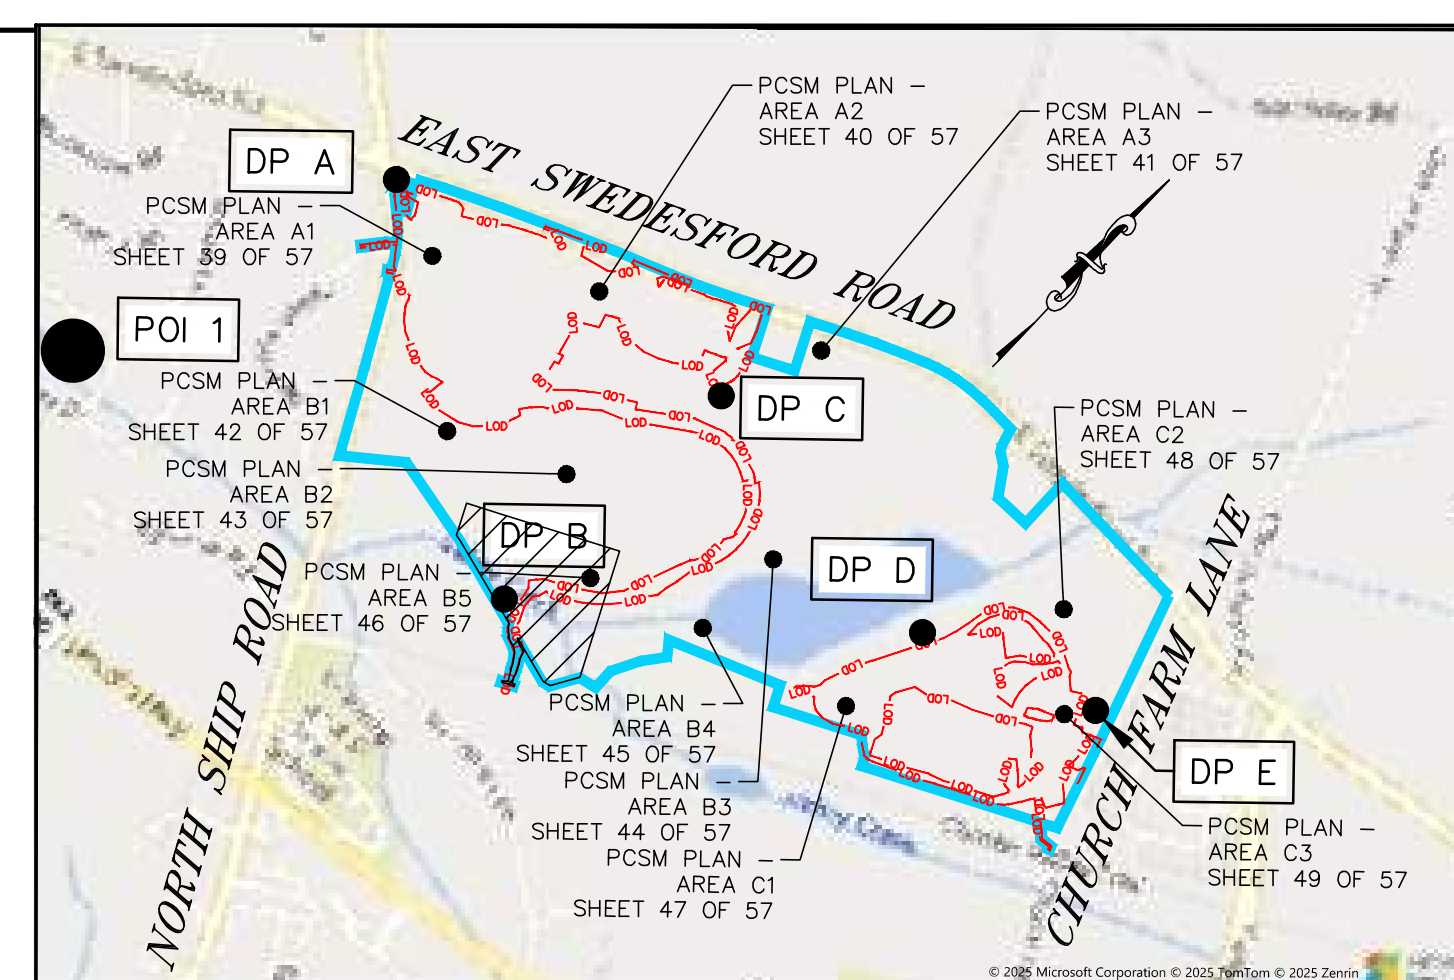 PCSM PLAN –
AREA A2
SHEET 40 OF 57
PCSM PLAN –
AREA A3
SHEET 41 OF 57
EAST SWEDESFORD ROAD
DP A
PCSM PLAN –
AREA A1
SHEET 39 OF 57
POI 1
PCSM PLAN –
AREA B1
SHEET 42 OF 57
DP C
PCSM PLAN –
AREA C2
SHEET 48 OF 57
PCSM PLAN –
AREA B2
SHEET 43 OF 57
DP B
DP D
PCSM PLAN –
AREA B5
SHEET 46 OF 57
NORTH SHIP ROAD
CHURCH FARM LANE
PCSM PLAN –
AREA B4
SHEET 45 OF 57
DP E
PCSM PLAN –
AREA B3
SHEET 44 OF 57
PCSM PLAN –
AREA C3
SHEET 49 OF 57
PCSM PLAN –
AREA C1
SHEET 47 OF 57
LOD
© 2025 Microsoft Corporation © 2025 TomTom © 2025 Zenrin